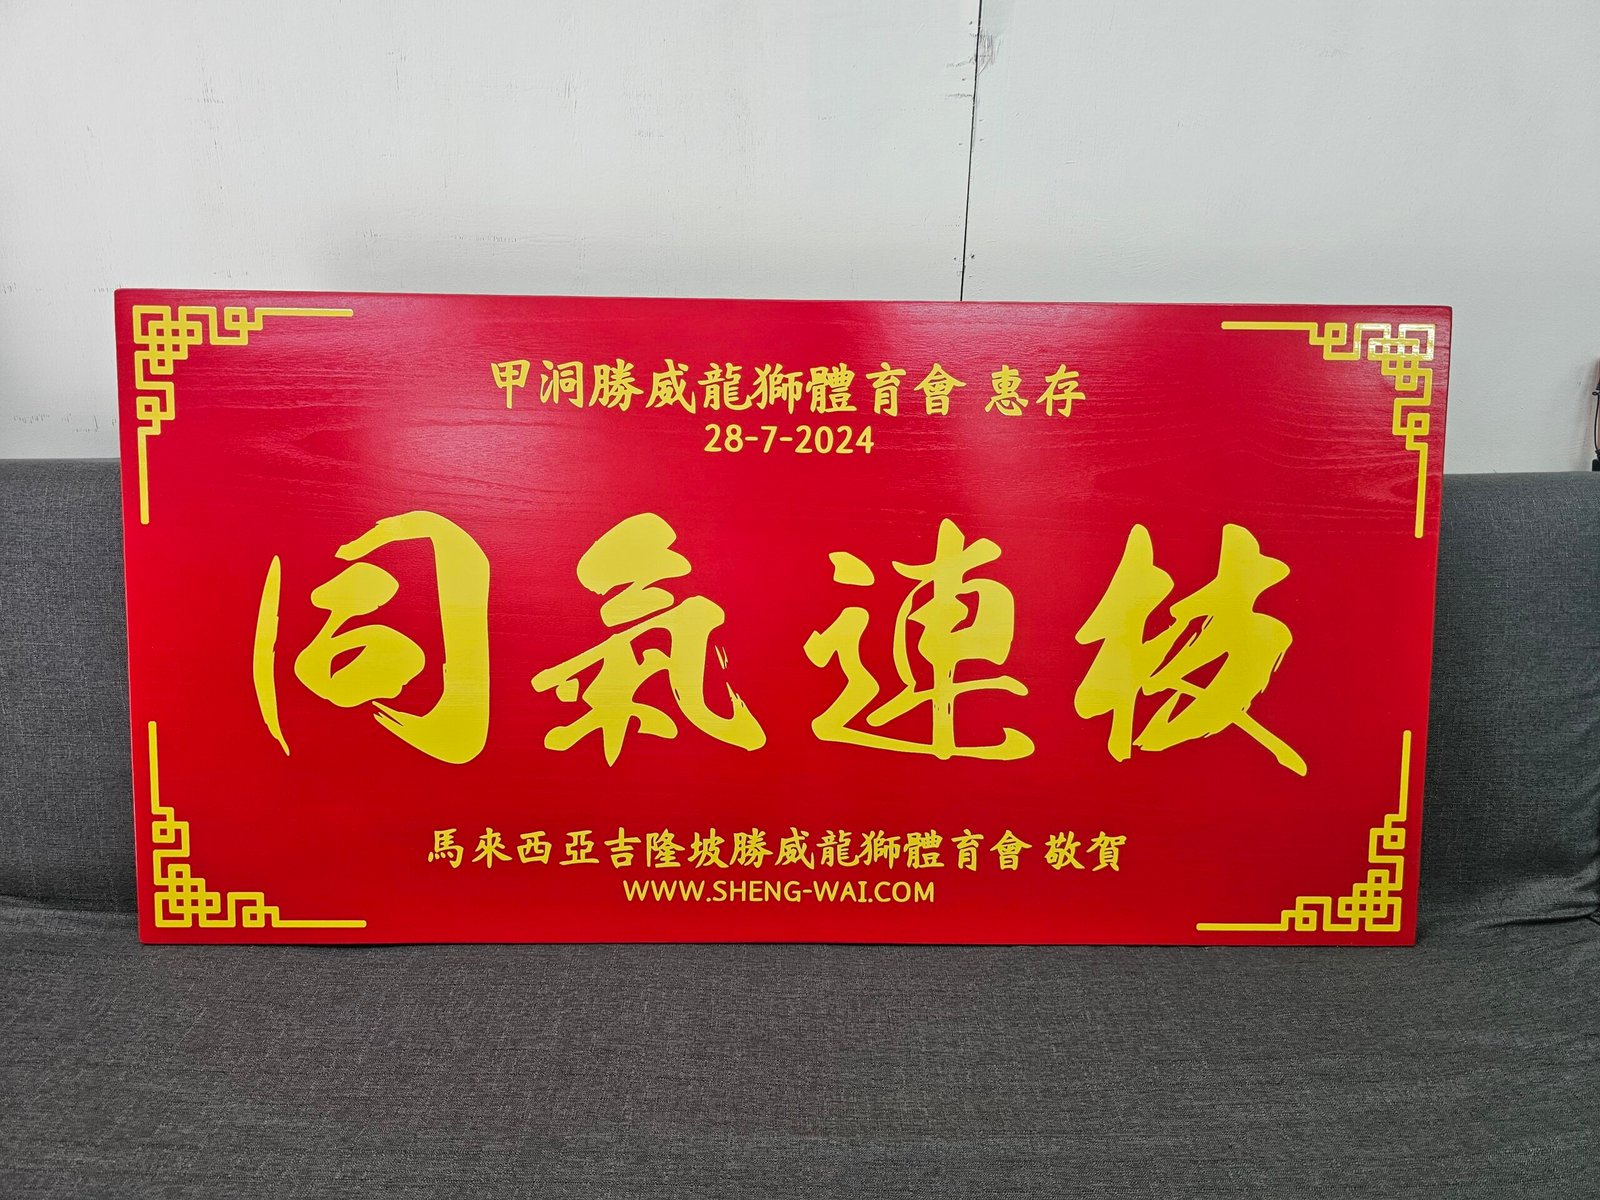 甲洞勝威龍獅體育會 惠存
28-7-2024
同氣連枝
馬來西亞吉隆坡勝威龍獅體育會 敬賀
WWW.SHENG-WAI.COM